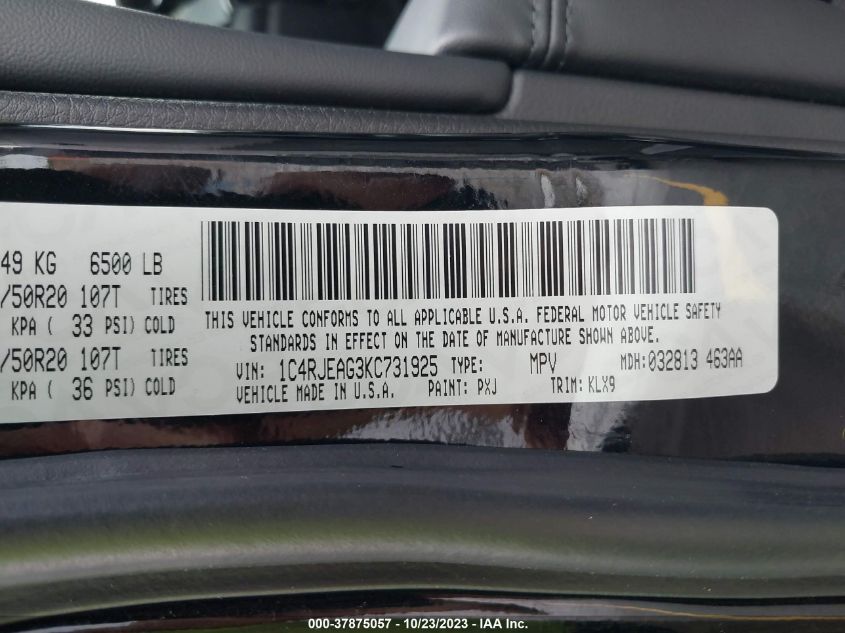 49 KG 6500 LB
/50R20 107T TIRES
KPA ( 33 PSI) COLD
/50R20 107T TIRES
KPA ( 36 PSI) COLD
THIS VEHICLE CONFORMS TO ALL APPLICABLE U.S.A. FEDERAL MOTOR VEHICLE SAFETY
STANDARDS IN EFFECT ON THE DATE OF MANUFACTURE SHOWN ABOVE.
VIN: 1C4RJEAG3KC731925 TYPE: MPV MDH: 032813 463AA
VEHICLE MADE IN U.S.A. PAINT: PXJ TRIM: KLX9
000-37875057 - 10/23/2023 - IAA Inc.